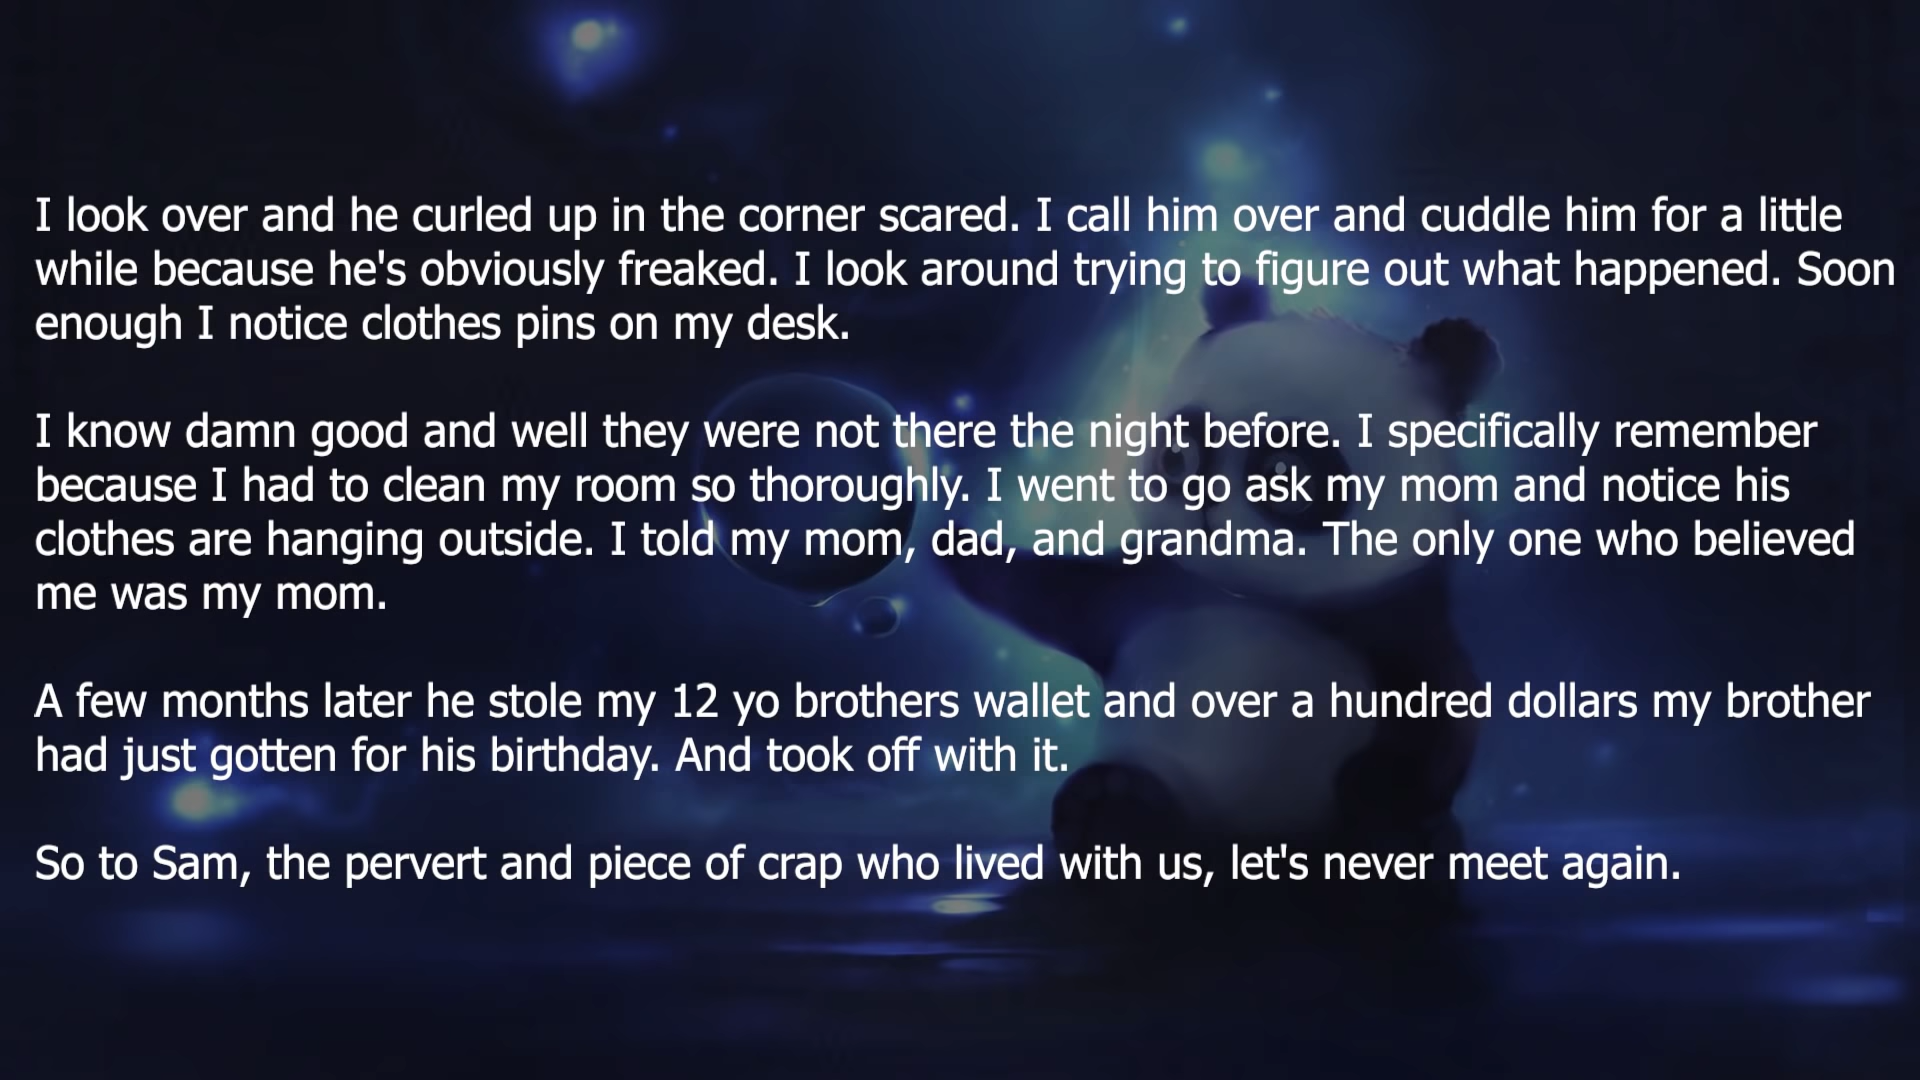 I look over and he curled up in the corner scared. I call him over and cuddle him for a little
while because he's obviously freaked. I look around trying to figure out what happened. Soon
enough I notice clothes pins on my desk.
I know damn good and well they were not there the night before. I specifically remember
because I had to clean my room so thoroughly. I went to go ask my mom and notice his
clothes are hanging outside. I told my mom, dad, and grandma. The only one who believed
me was my mom.
A few months later he stole my 12 yo brothers wallet and over a hundred dollars my brother
had just gotten for his birthday. And took off with it.
So to Sam, the pervert and piece of crap who lived with us, let's never meet again.